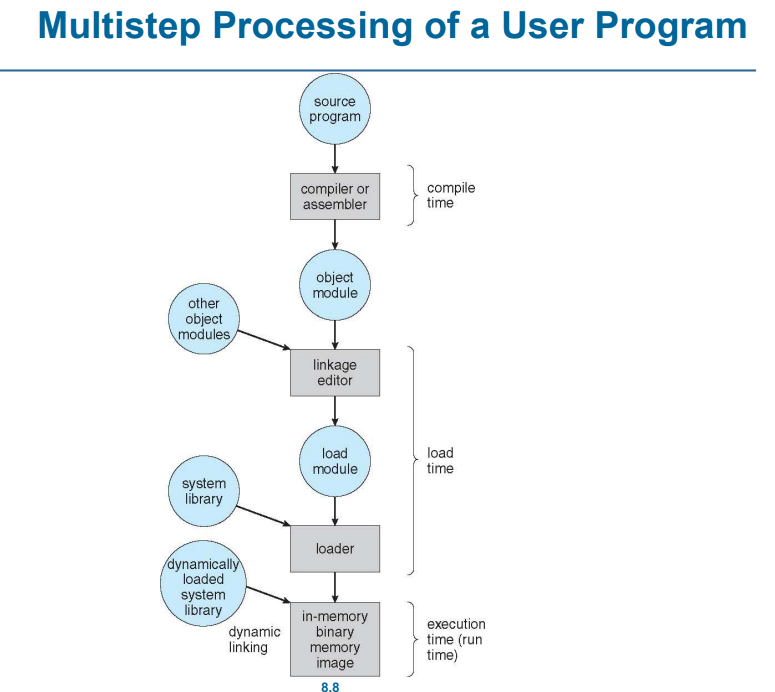 Multistep Processing of a User Program
source
program
compiler or
assembler
compile
time
object
module
other
object
modules
linkage
editor
load
module
load
time
system
library
loader
dynamically
loaded
system
library
dynamic
linking
in-memory
binary
memory
image
execution
time (run
time)
8.8